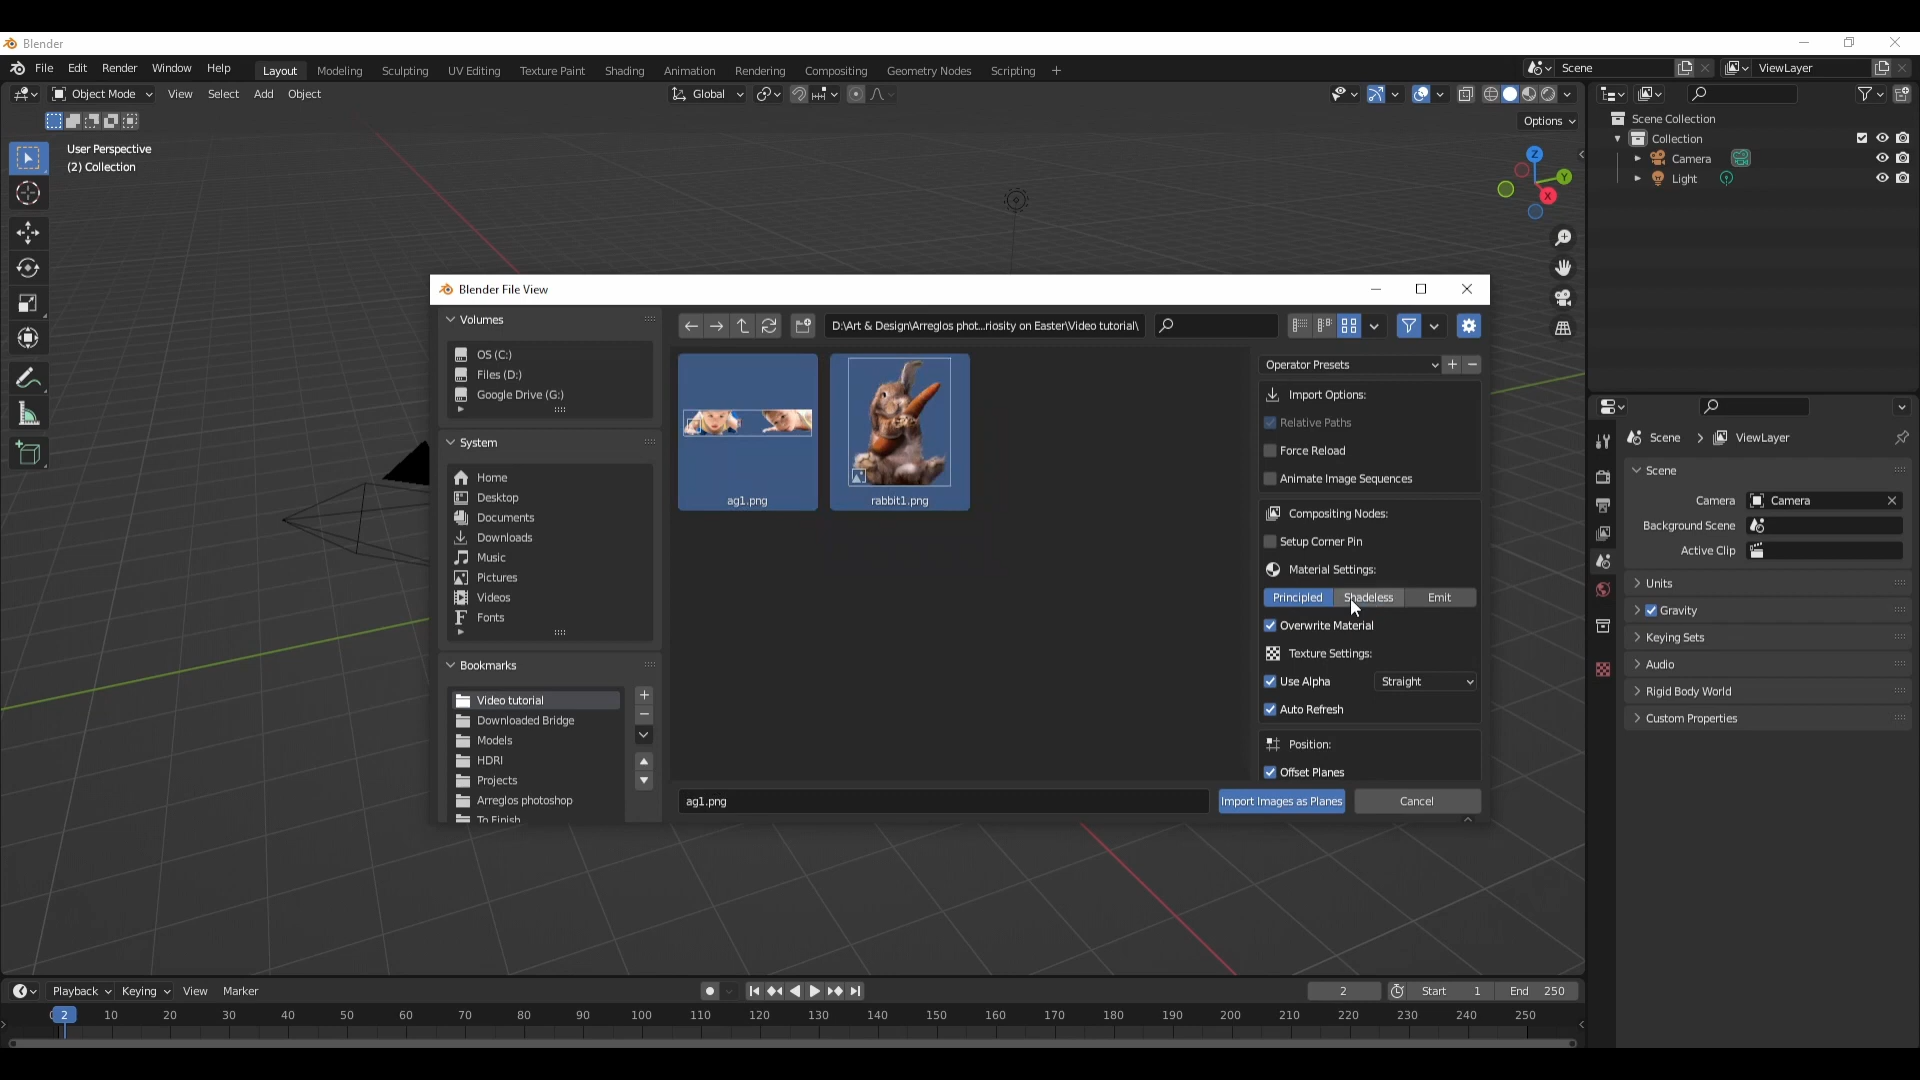 Blender
File Edit Render Window Help
Layout Modeling Sculpting UV Editing Texture Paint Shading Animation Rendering Compositing Geometry Nodes Scripting +
Scene
ViewLayer
Object Mode View Select Add Object
Global
Options
User Perspective
(2) Collection
Z
Y
X
Scene Collection
Collection
Camera
Light
Blender File View
Volumes
OS (C:)
Files (D:)
Google Drive (G:)
System
Home
Desktop
Documents
Downloads
Music
Pictures
Videos
Fonts
Bookmarks
Video tutorial
Downloaded Bridge
Models
HDRI
Projects
Arreglos photoshop
To Finish
D:\Art & Design\Arreglos phot...riosity on Easter\Video tutorial\
ag1.png
rabbit1.png
Operator Presets
Import Options:
Relative Paths
Force Reload
Animate Image Sequences
Compositing Nodes:
Setup Corner Pin
Material Settings:
Principled Shadeless Emit
Overwrite Material
Texture Settings:
Use Alpha Straight
Auto Refresh
Position:
Offset Planes
ag1.png
Import Images as Planes
Cancel
Scene > ViewLayer
Scene
Camera Camera
Background Scene
Active Clip
Units
Gravity
Keying Sets
Audio
Rigid Body World
Custom Properties
Playback Keying View Marker
2
Start 1
End 250
2 10 20 30 40 50 60 70 80 90 100 110 120 130 140 150 160 170 180 190 200 210 220 230 240 250